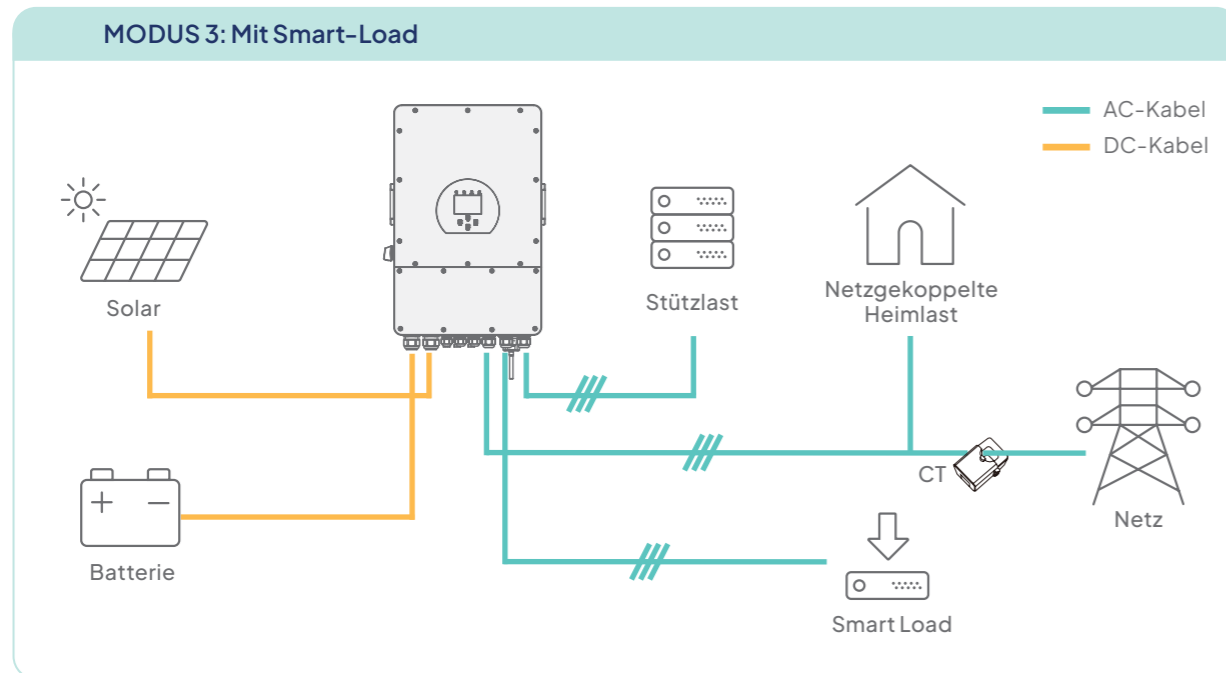 MODUS 3: Mit Smart-Load
AC-Kabel
DC-Kabel
Solar
Stützlast
Netzgekoppelte
Heimlast
CT
Netz
Batterie
Smart Load